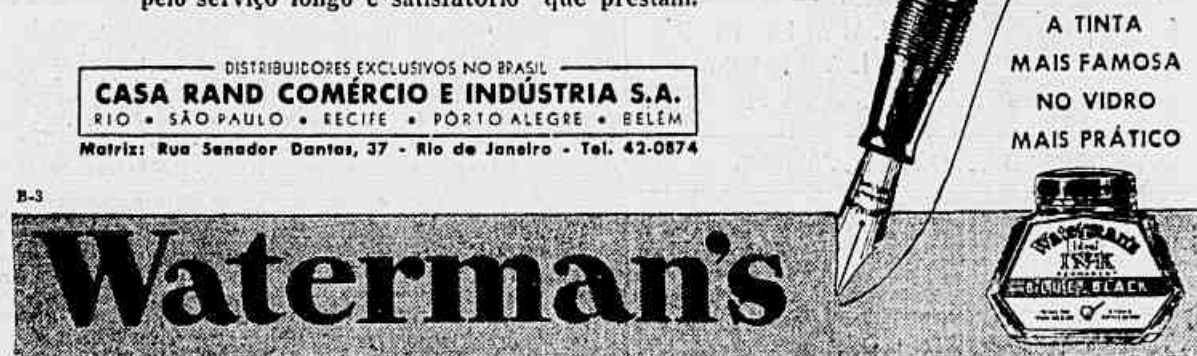 pelo serviço longo e satisfatório que prestam.
DISTRIBUIDORES EXCLUSIVOS NO BRASIL
CASA RAND COMÉRCIO E INDÚSTRIA S.A.
RIO • SÃO PAULO • RECIFE • PÔRTO ALEGRE • BELÉM
Matriz: Rua Senador Dantas, 37 - Rio de Janeiro - Tel. 42-0874
A TINTA
MAIS FAMOSA
NO VIDRO
MAIS PRÁTICO
B-3
Waterman's
Waterman's
Ideal
INK
BLUE BLACK